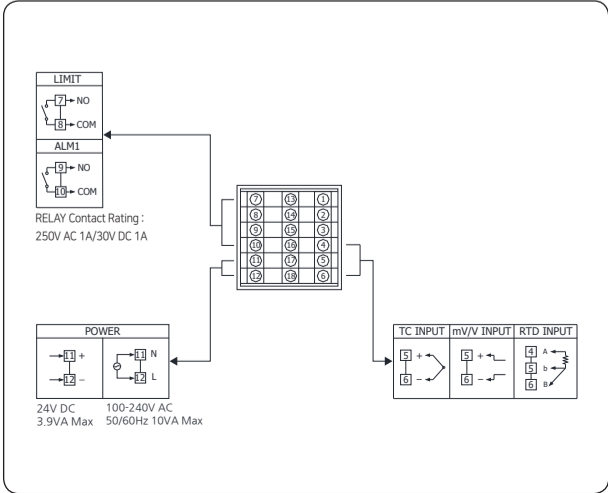 LIMIT
7 NO
8 COM
ALM1
9 NO
10 COM
RELAY Contact Rating :
250V AC 1A/30V DC 1A
7 13 1
8 14 2
9 15 3
10 16 4
11 17 5
12 18 6
POWER
11 +
12 −
11 N
12 L
24V DC
3.9VA Max
100-240V AC
50/60Hz 10VA Max
TC INPUT
5 +
6 −
mV/V INPUT
5 +
6 −
RTD INPUT
4 A
5 b
6 B